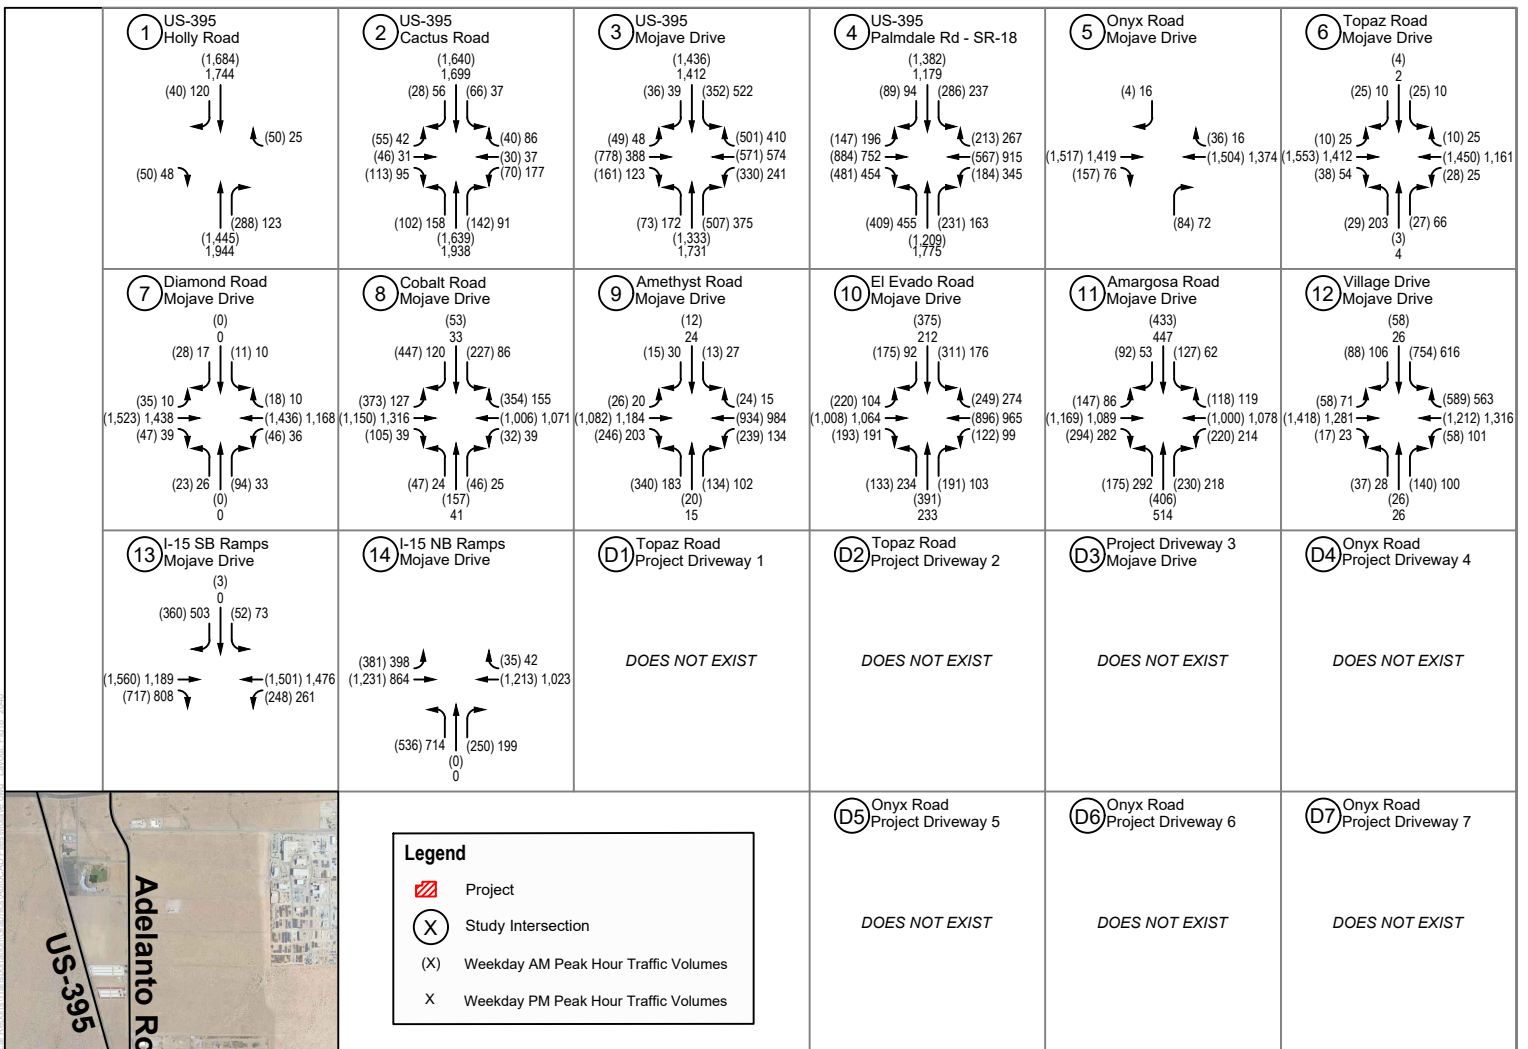 1
US-395
Holly Road
(1,684)
1,744
(40) 120
(50) 25
(50) 48
(288) 123
(1,445)
1,944
2
US-395
Cactus Road
(1,640)
1,699
(28) 56
(66) 37
(55) 42
(46) 31
(113) 95
(40) 86
(30) 37
(70) 177
(102) 158
(142) 91
(1,639)
1,938
3
US-395
Mojave Drive
(1,436)
1,412
(36) 39
(352) 522
(49) 48
(778) 388
(161) 123
(501) 410
(571) 574
(330) 241
(73) 172
(507) 375
(1,333)
1,731
4
US-395
Palmdale Rd - SR-18
(1,382)
1,179
(89) 94
(286) 237
(147) 196
(884) 752
(481) 454
(213) 267
(567) 915
(184) 345
(409) 455
(231) 163
(1,209)
1,775
5
Onyx Road
Mojave Drive
(4) 16
(36) 16
(1,517) 1,419
(1,504) 1,374
(157) 76
(84) 72
6
Topaz Road
Mojave Drive
(4)
2
(25) 10
(25) 10
(10) 25
(1,553) 1,412
(38) 54
(10) 25
(1,450) 1,161
(28) 25
(29) 203
(27) 66
(3)
4
7
Diamond Road
Mojave Drive
(0)
0
(28) 17
(11) 10
(35) 10
(1,523) 1,438
(47) 39
(18) 10
(1,436) 1,168
(46) 36
(23) 26
(94) 33
(0)
0
8
Cobalt Road
Mojave Drive
(53)
33
(447) 120
(227) 86
(373) 127
(1,150) 1,316
(105) 39
(354) 155
(1,006) 1,071
(32) 39
(47) 24
(46) 25
(157)
41
9
Amethyst Road
Mojave Drive
(12)
24
(15) 30
(13) 27
(26) 20
(1,082) 1,184
(246) 203
(24) 15
(934) 984
(239) 134
(340) 183
(134) 102
(20)
15
10
El Evado Road
Mojave Drive
(375)
212
(175) 92
(311) 176
(220) 104
(1,008) 1,064
(193) 191
(249) 274
(896) 965
(122) 99
(133) 234
(191) 103
(391)
233
11
Amargosa Road
Mojave Drive
(433)
447
(92) 53
(127) 62
(147) 86
(1,169) 1,089
(294) 282
(118) 119
(1,000) 1,078
(220) 214
(175) 292
(230) 218
(406)
514
12
Village Drive
Mojave Drive
(58)
26
(88) 106
(754) 616
(58) 71
(1,418) 1,281
(17) 23
(589) 563
(1,212) 1,316
(58) 101
(37) 28
(140) 100
(26)
26
13
I-15 SB Ramps
Mojave Drive
(3)
0
(360) 503
(52) 73
(1,560) 1,189
(717) 808
(1,501) 1,476
(248) 261
14
I-15 NB Ramps
Mojave Drive
(381) 398
(1,231) 864
(35) 42
(1,213) 1,023
(536) 714
(250) 199
(0)
0
D1
Topaz Road
Project Driveway 1
DOES NOT EXIST
D2
Topaz Road
Project Driveway 2
DOES NOT EXIST
D3
Project Driveway 3
Mojave Drive
DOES NOT EXIST
D4
Onyx Road
Project Driveway 4
DOES NOT EXIST
US-395
Adelanto Ro
Legend
Project
X Study Intersection
(X) Weekday AM Peak Hour Traffic Volumes
X Weekday PM Peak Hour Traffic Volumes
D5
Onyx Road
Project Driveway 5
DOES NOT EXIST
D6
Onyx Road
Project Driveway 6
DOES NOT EXIST
D7
Onyx Road
Project Driveway 7
DOES NOT EXIST